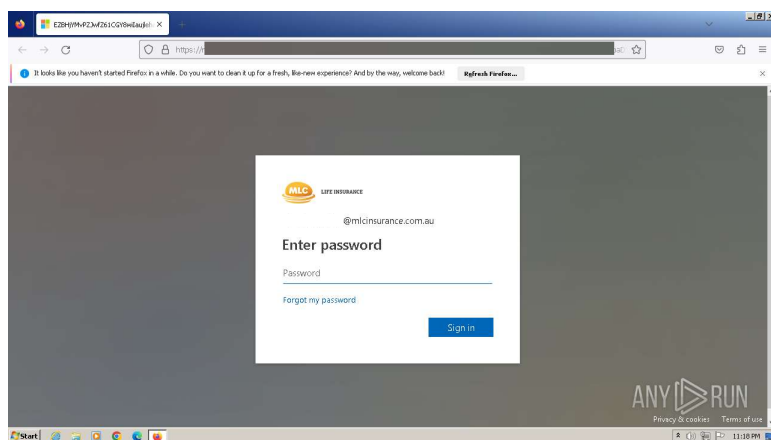 https://r
It looks like you haven't started Firefox in a while. Do you want to clean it up for a fresh, like-new experience? And by the way, welcome back!
Refresh Firefox...
MLC
LIFE INSURANCE
@mlcinsurance.com.au
Enter password
Password
Forgot my password
Sign in
ANY RUN
Privacy & cookies Terms of use
Start
11:18 PM